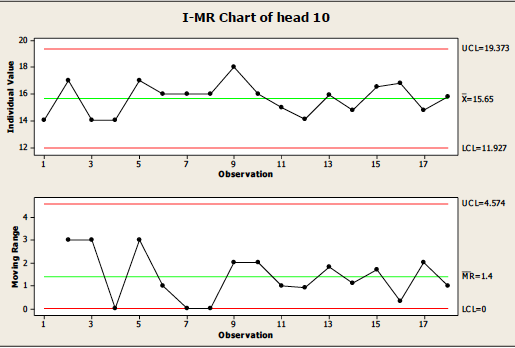 I-MR Chart of head 10
Individual Value
20
18
16
14
12
UCL=19.373
X̄=15.65
LCL=11.927
1 3 5 7 9 11 13 15 17
Observation
Moving Range
4
3
2
1
0
UCL=4.574
M̅R̅=1.4
LCL=0
1 3 5 7 9 11 13 15 17
Observation